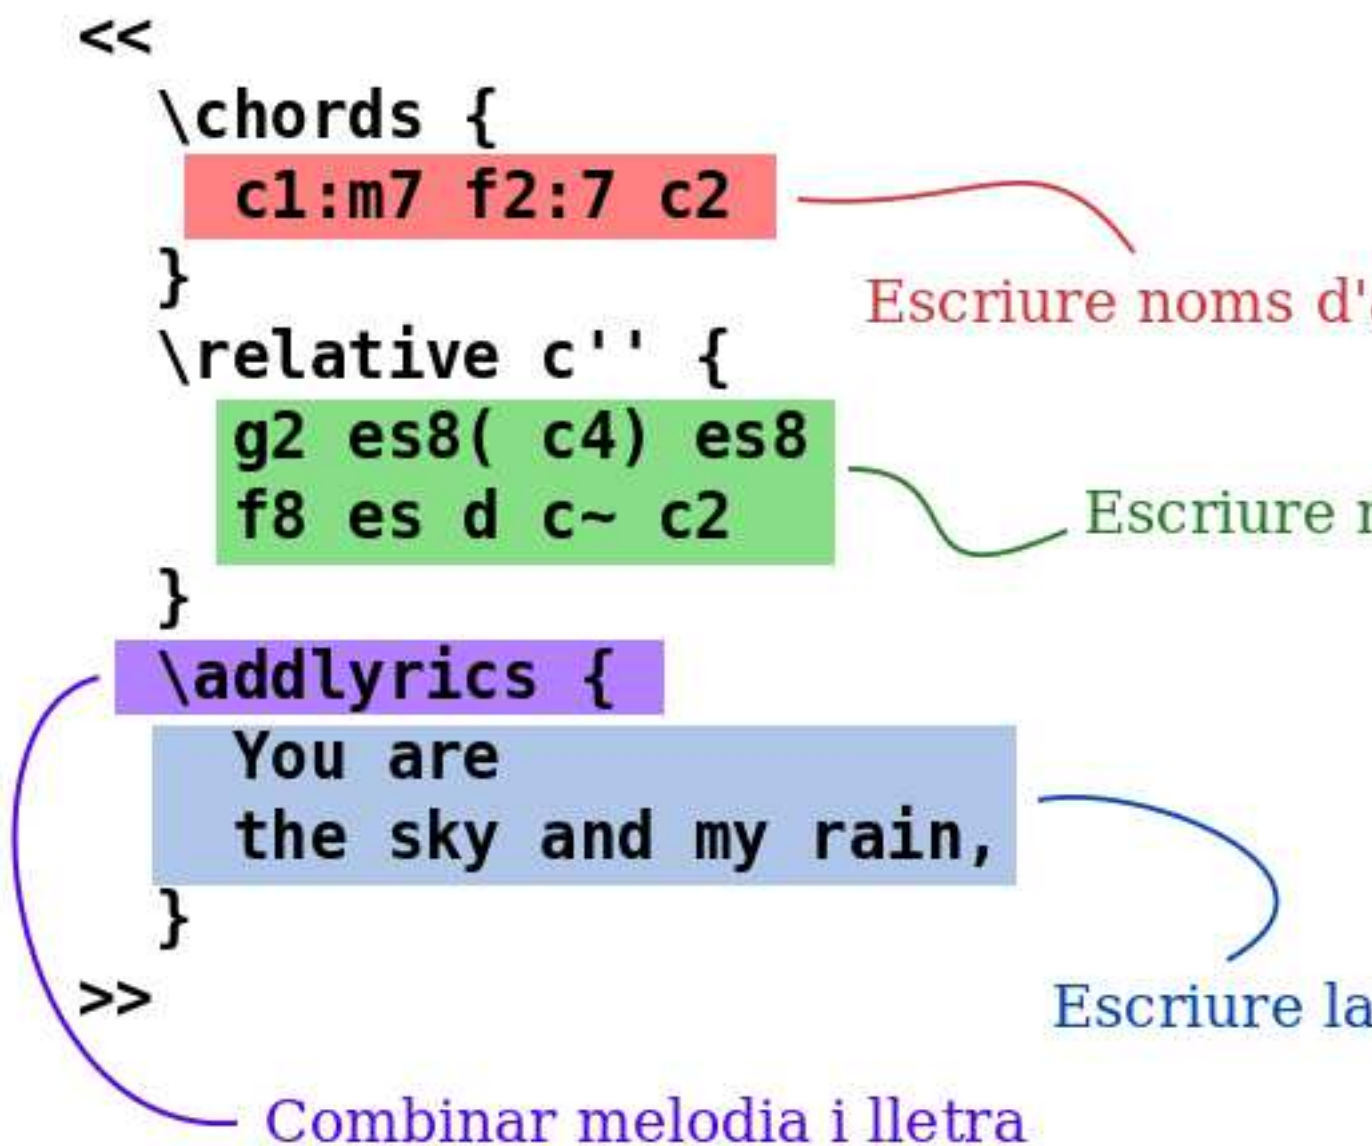 <<
\chords {
c1:m7 f2:7 c2
}
Escriure noms d'
\relative c'' {
g2 es8( c4) es8
f8 es d c~ c2
Escriure
}
\addlyrics {
You are
the sky and my rain,
}
>>
Escriure la
Combinar melodia i lletra